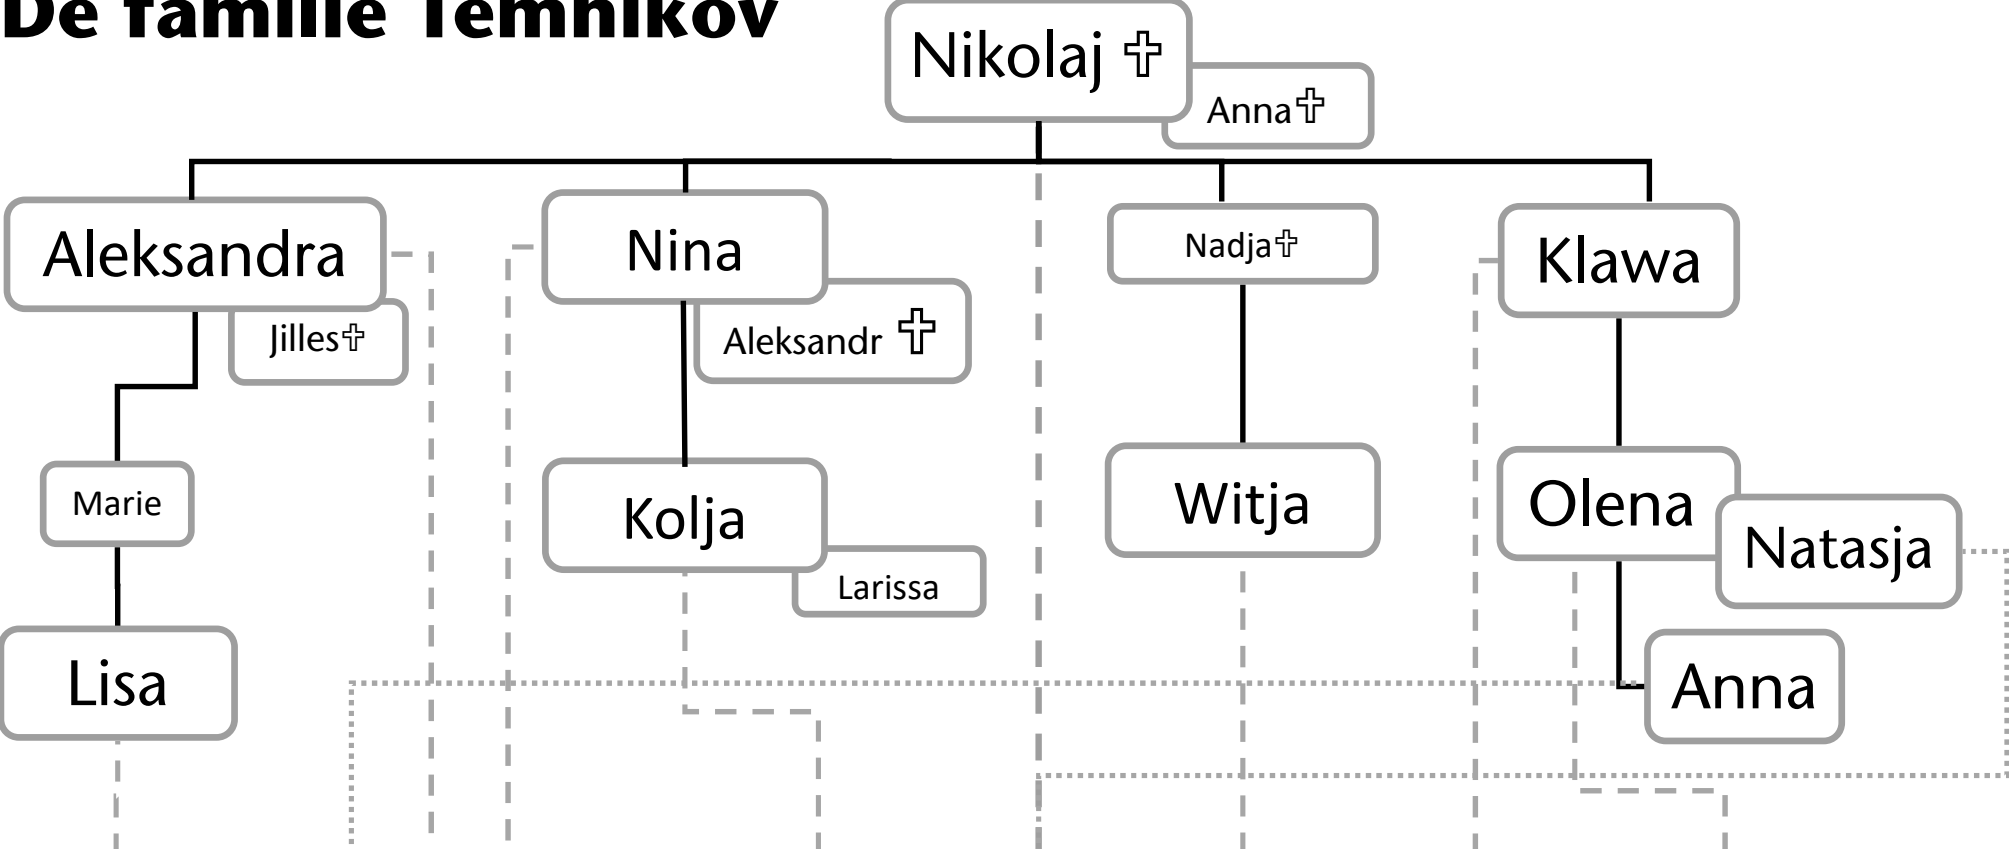 De familie Temnikov
Nikolaj ✞
Anna ✞
Aleksandra
Nina
Nadja ✞
Klawa
Jilles ✞
Aleksandr ✞
Marie
Kolja
Witja
Olena
Natasja
Larissa
Lisa
Anna